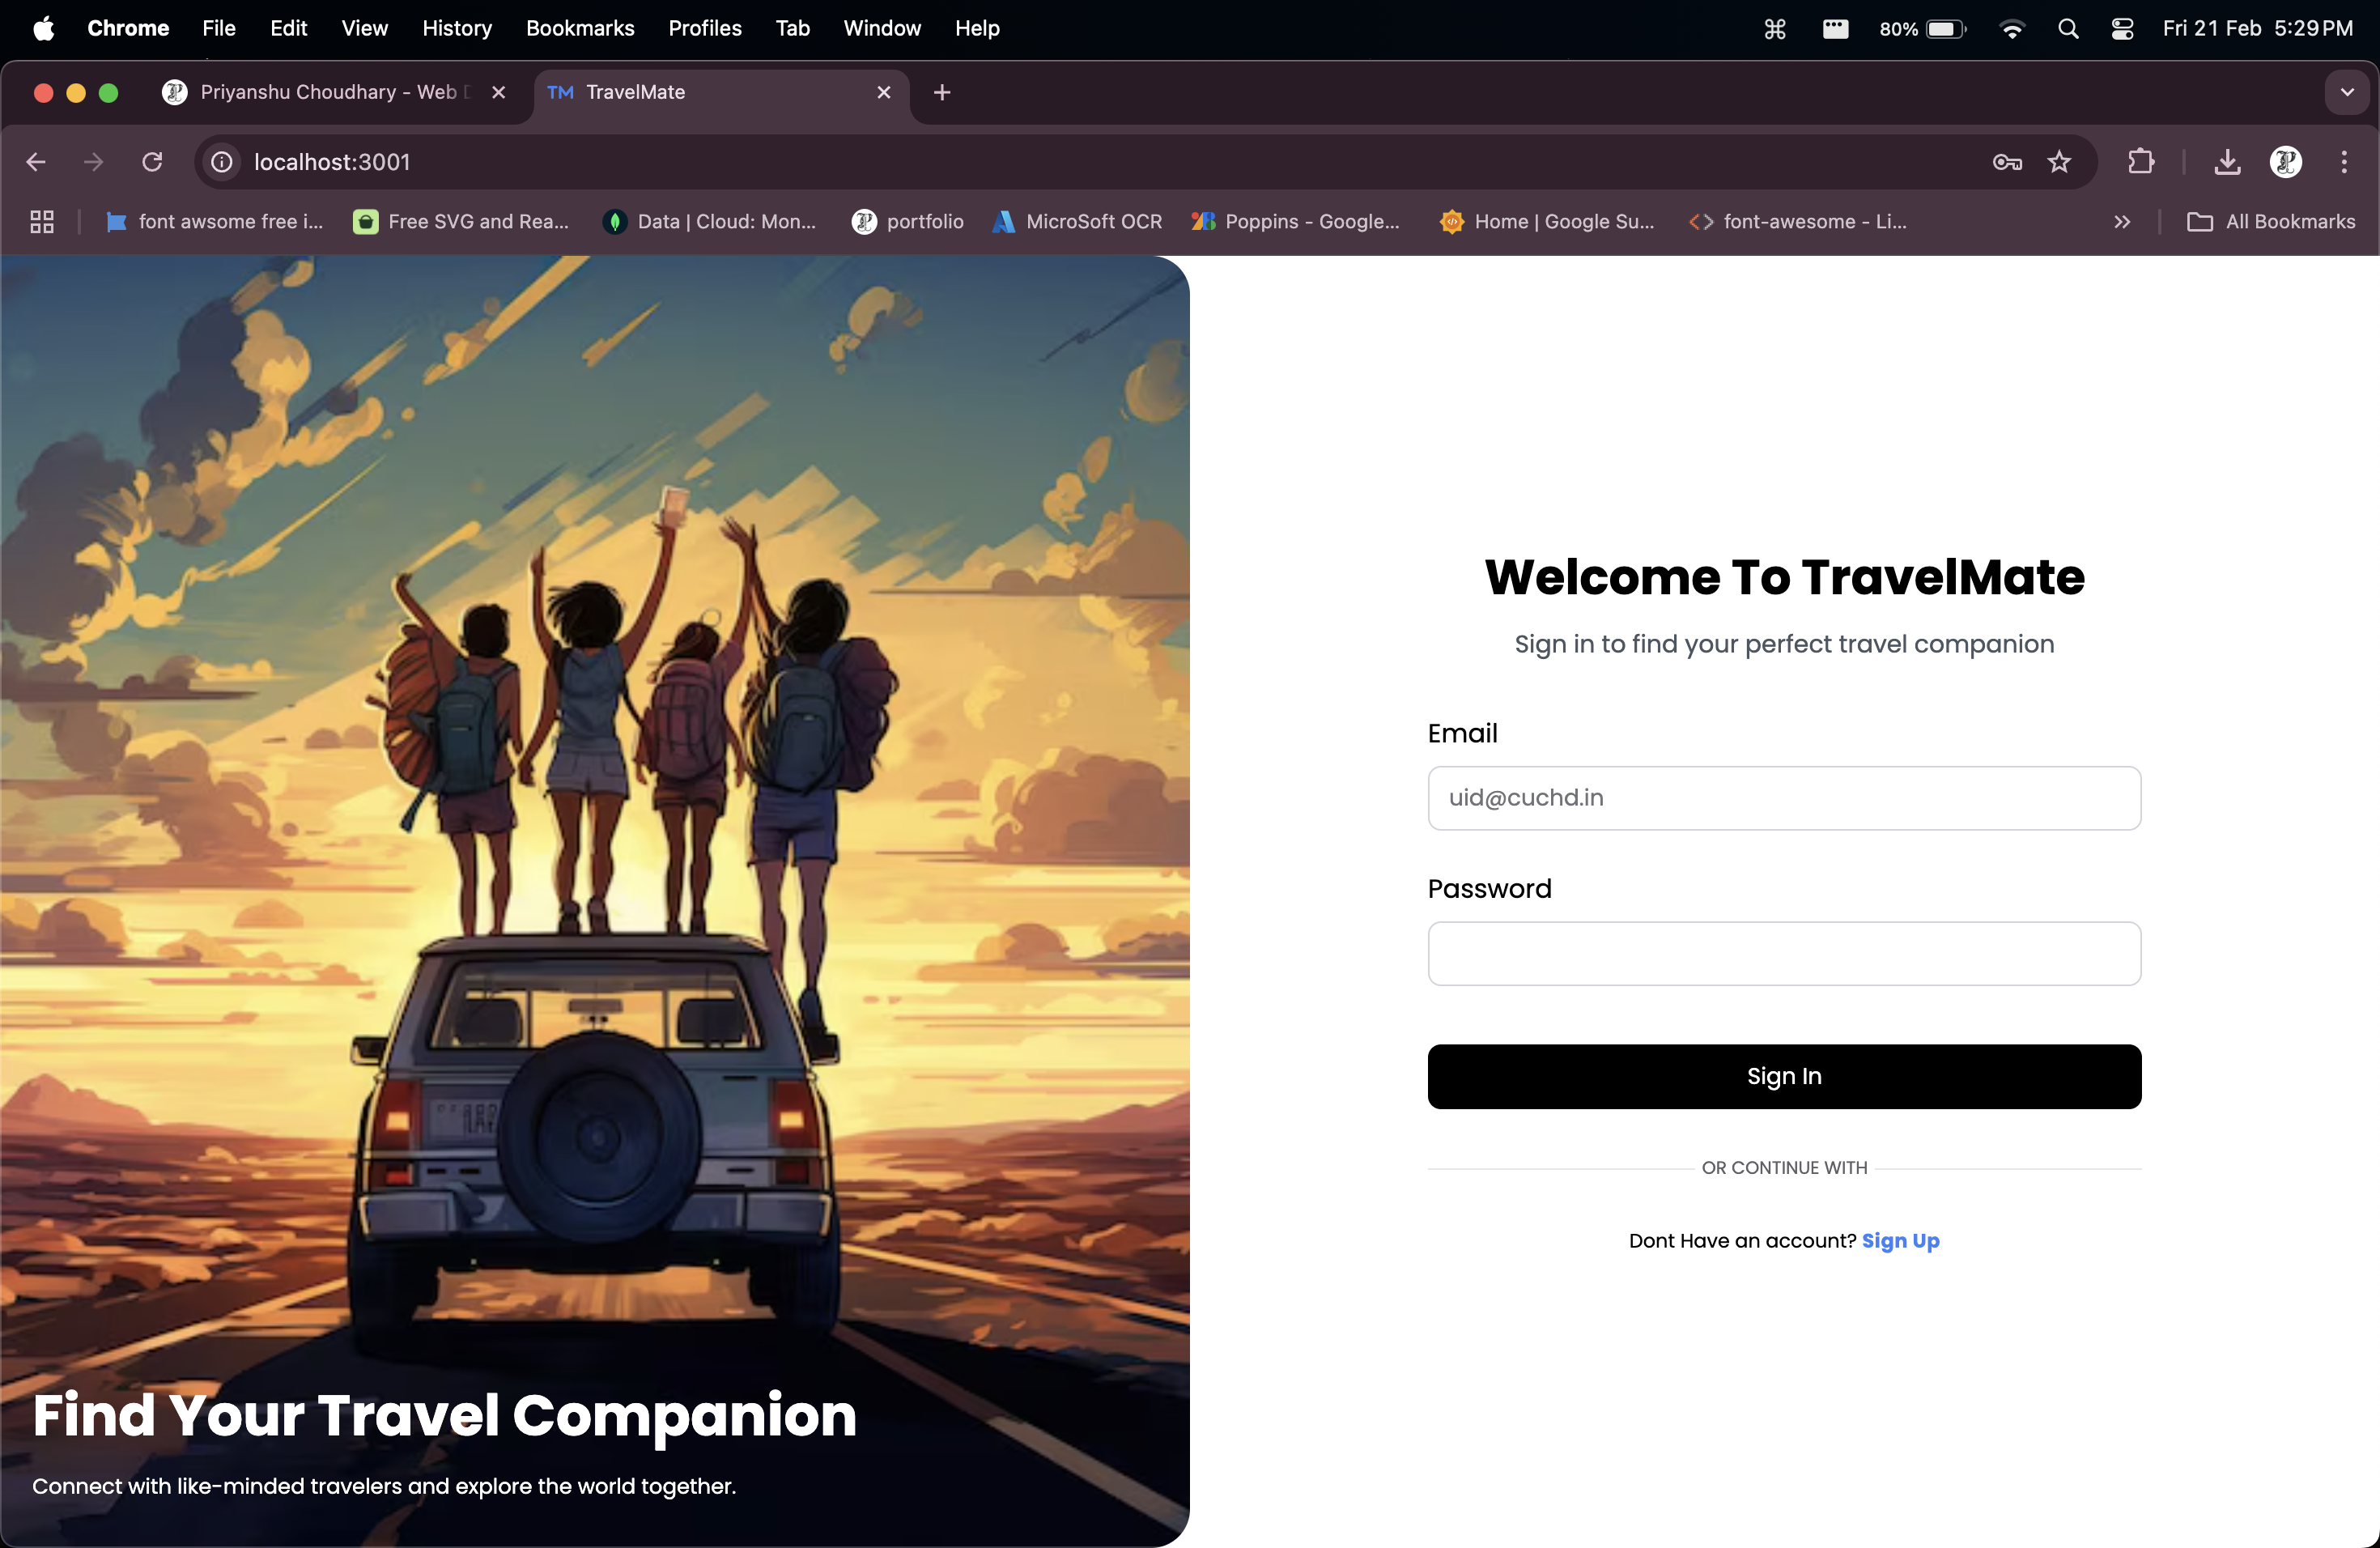 Chrome File Edit View History Bookmarks Profiles Tab Window Help 80% Fri 21 Feb 5:29 PM
Priyanshu Choudhary - Web TM TravelMate
localhost:3001
font awsome free i... Free SVG and Rea... Data | Cloud: Mon... portfolio MicroSoft OCR Poppins - Google... Home | Google Su... font-awesome - Li... All Bookmarks
Welcome To TravelMate
Sign in to find your perfect travel companion
Email
uid@cuchd.in
Password
Sign In
OR CONTINUE WITH
Dont Have an account? Sign Up
Find Your Travel Companion
Connect with like-minded travelers and explore the world together.